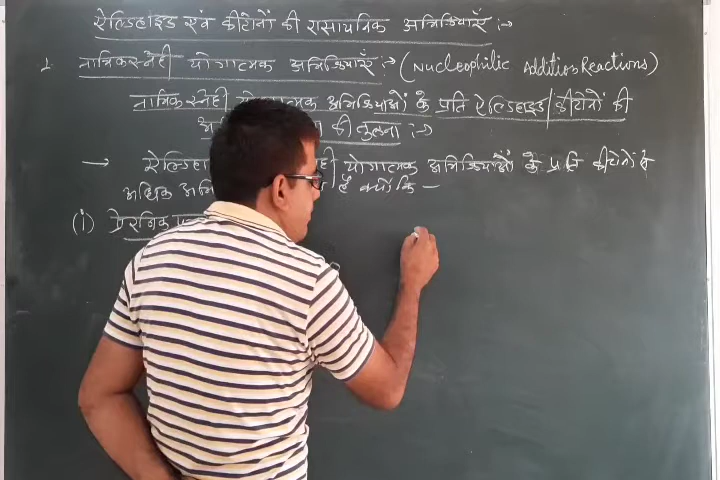 ऐल्डिहाइड एवं कीटोनों की रासायनिक अभिक्रियाएँ :→
1. नाभिकस्नेही योगात्मक अभिक्रियाएँ :→ (Nucleophilic Addition Reactions)
नाभिकस्नेही योगात्मक अभिक्रियाओं के प्रति ऐल्डिहाइड/कीटोनों की
की तुलना :→
→ योगात्मक अभिक्रियाओं के प्रति कीटोनों से
अधिक है क्योंकि —
(i) प्रेरणिक